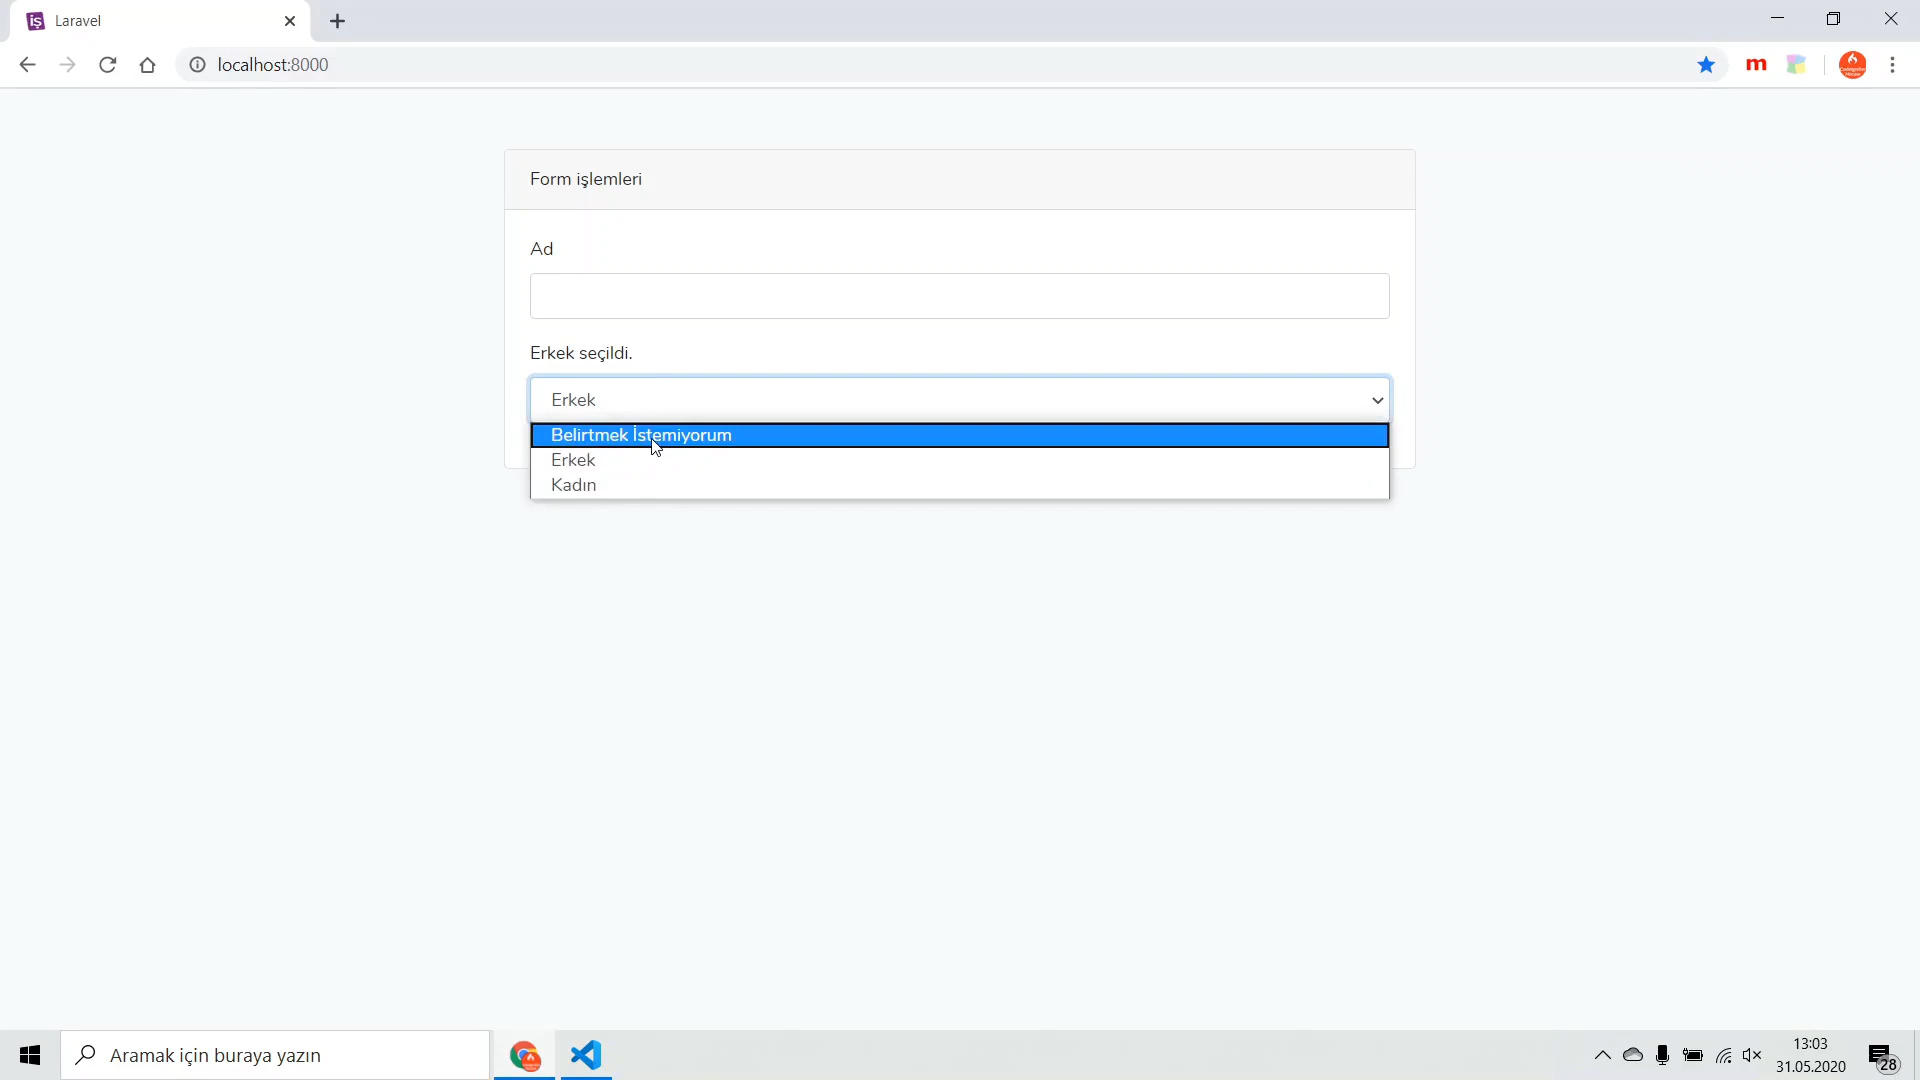 iş Laravel
localhost:8000
m
Form işlemleri
Ad
Erkek seçildi.
Erkek
Belirtmek İstemiyorum
Erkek
Kadın
Aramak için buraya yazın
13:03
31.05.2020
28